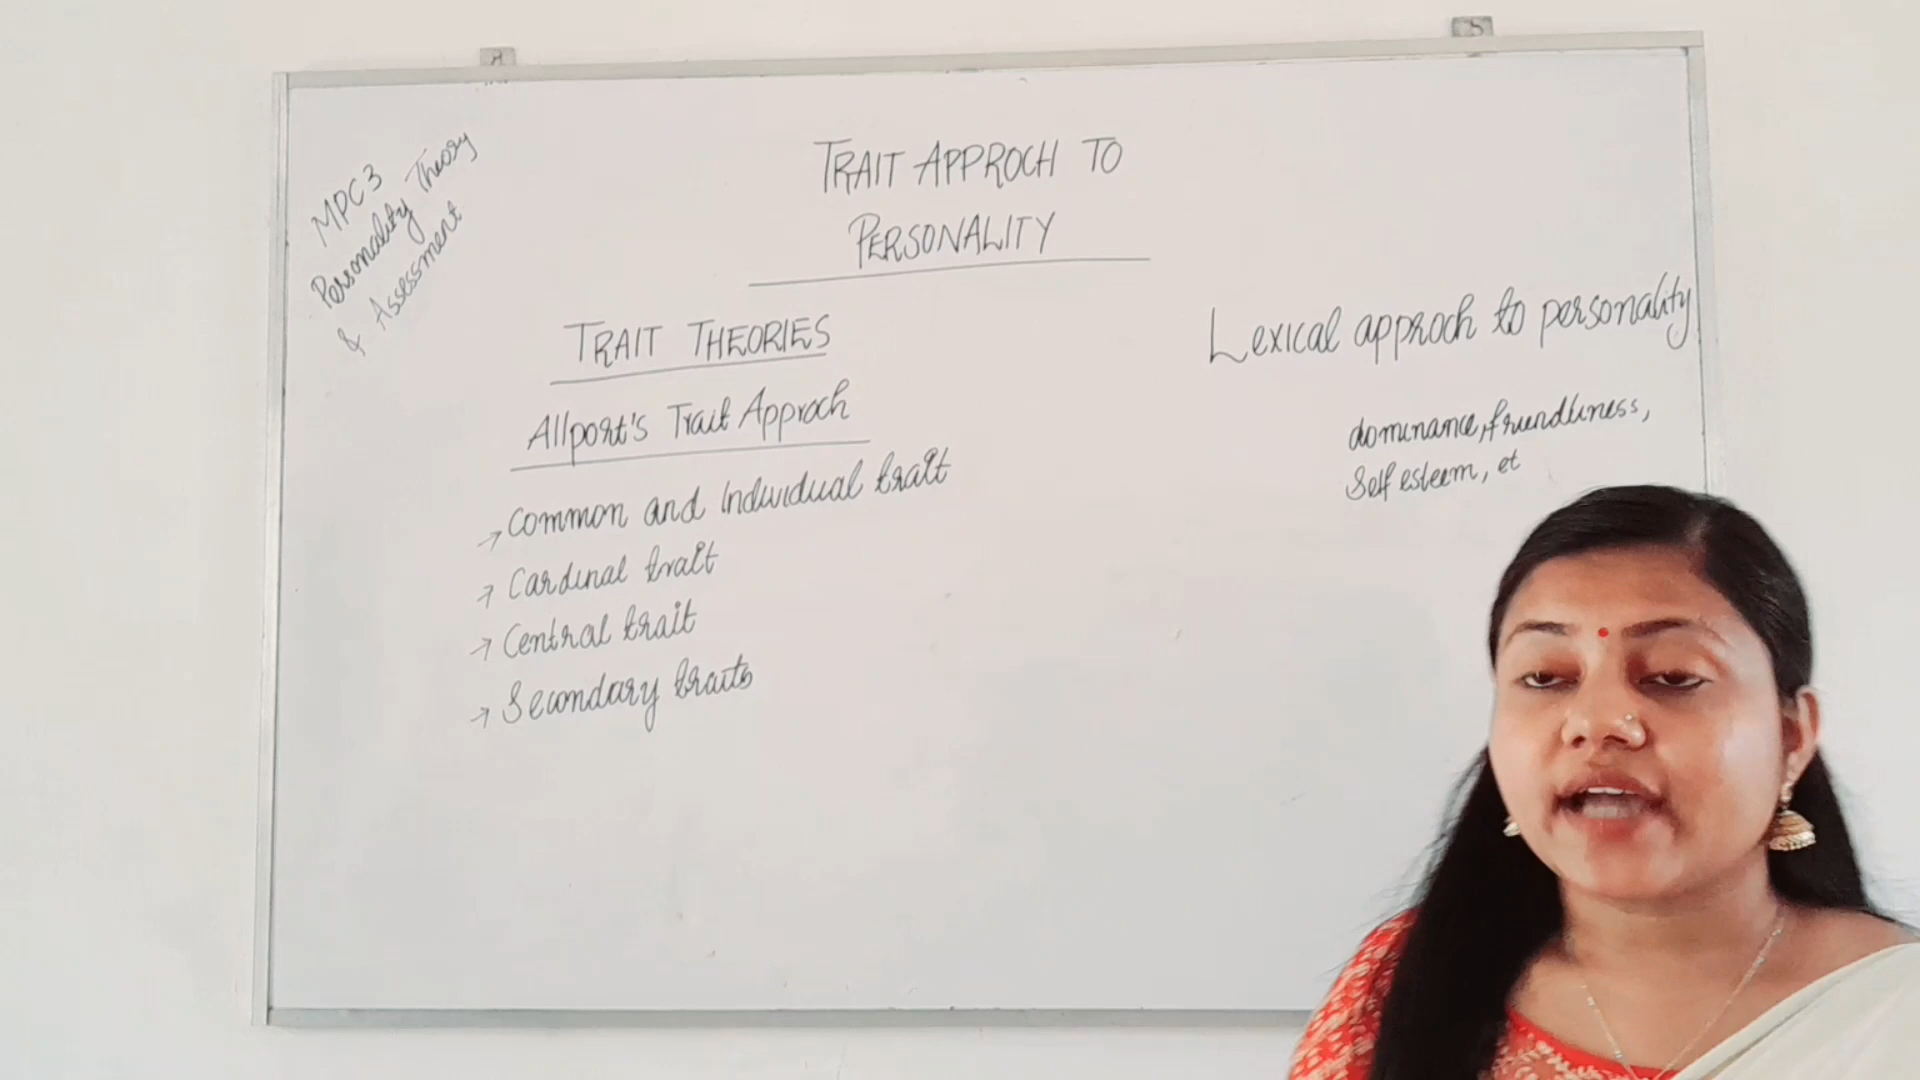 MPC3
Personality Theory
& Assessment
TRAIT APPROCH TO
PERSONALITY
TRAIT THEORIES
Allport's Trait Approch
→ Common and Individual trait
→ Cardinal trait
→ Central trait
→ Secondary traits
Lexical approch to personality
dominance, friendliness,
Self esteem, et